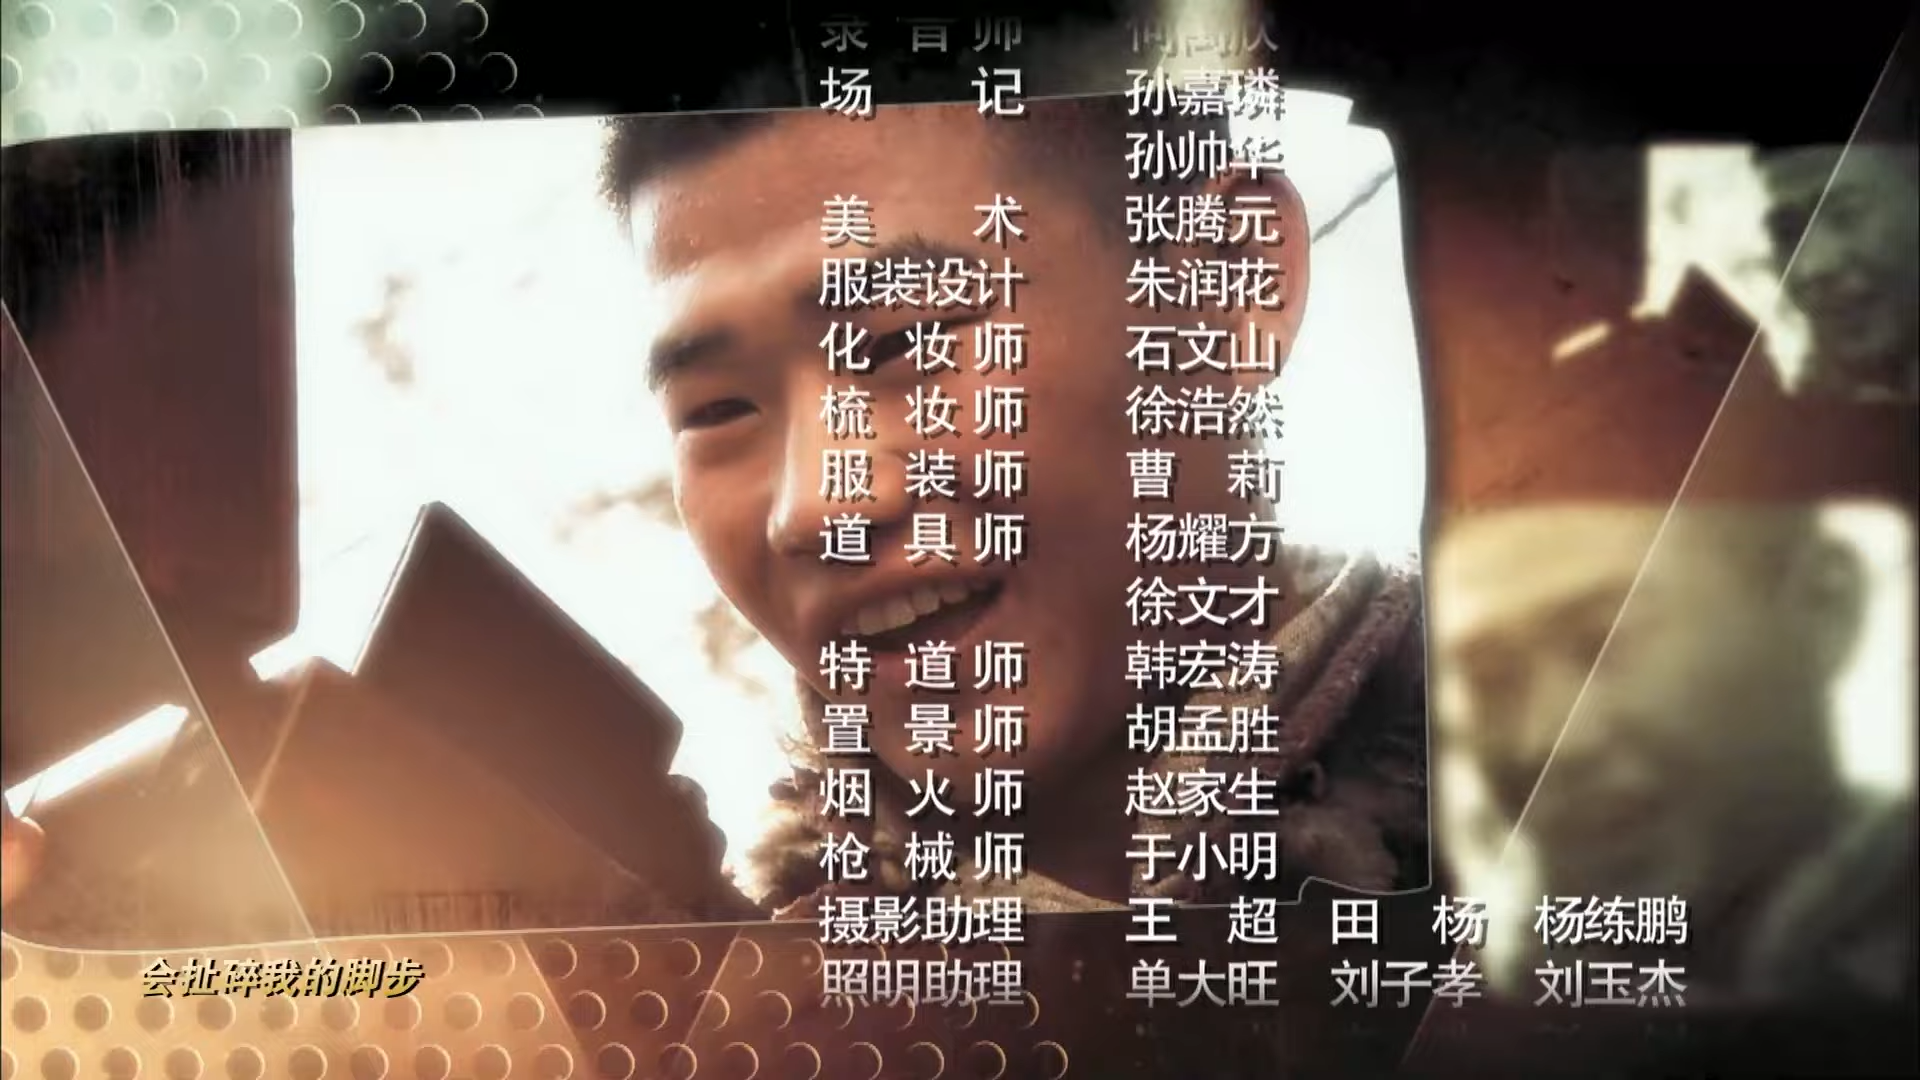 录音师
场记 孙嘉璘
孙帅华
美术 张腾元
服装设计 朱润花
化妆师 石文山
梳妆师 徐浩然
服装师 曹莉
道具师 杨耀方
徐文才
特道师 韩宏涛
置景师 胡孟胜
烟火师 赵家生
枪械师 于小明
摄影助理 王超 田杨 杨练鹏
照明助理 单大旺 刘子孝 刘玉杰
会扯碎我的脚步